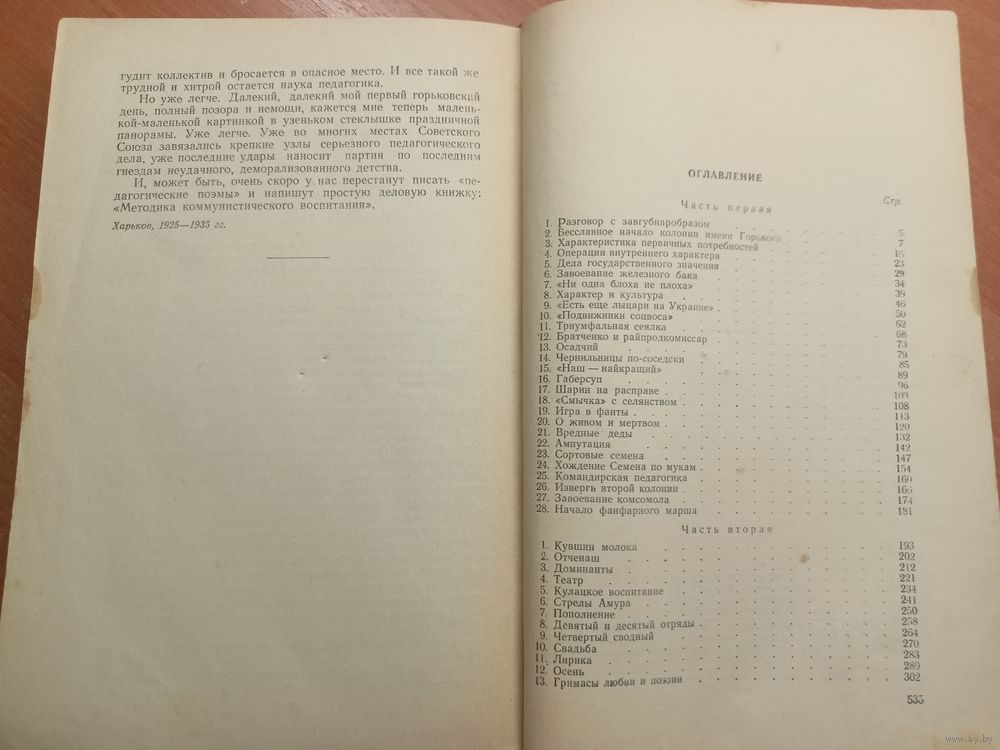 гудит коллектив и бросается в опасное место. И все такой же
трудной и хитрой остается наука педагогика.
Но уже легче. Далекий, далекий мой первый горьковский
день, полный позора и немощи, кажется мне теперь малень-
кой-маленькой картинкой в узеньком стеклышке праздничной
панорамы. Уже легче. Уже во многих местах Советского
Союза завязались крепкие узлы серьезного педагогического
дела, уже последние удары наносит партия по последним
гнездам неудачного, деморализованного детства.
И, может быть, очень скоро у нас перестанут писать «пе-
дагогические поэмы» и напишут простую деловую книжку:
«Методика коммунистического воспитания».
Харьков, 1925—1935 гг.
ОГЛАВЛЕНИЕ
Стр.
Часть первая
1. Разговор с завгубнаробразом 5
2. Бесславное начало колонии имени Горького 7
3. Характеристика первичных потребностей 15
4. Операции внутреннего характера 23
5. Дела государственного значения 29
6. Завоевание железного бака 34
7. «Ни одна блоха не плоха» 39
8. Характер и культура 46
9. «Есть еще лыцари на Украине» 50
10. «Подвижники соцвоса» 62
11. Триумфальная сеялка 68
12. Братченко и райпродкомиссар 73
13. Осадчий 79
14. Чернильницы по-соседски 85
15. «Наш — найкращий» 89
16. Габерсуп 96
17. Шарин на расправе 103
18. «Смычка» с селянством 108
19. Игра в фанты 113
20. О живом и мертвом 120
21. Вредные деды 132
22. Ампутация 142
23. Сортовые семена 147
24. Хождение Семена по мукам 154
25. Командирская педагогика 160
26. Изверги второй колонии 166
27. Завоевание комсомола 174
28. Начало фанфарного марша 181
Часть вторая
1. Кувшин молока 193
2. Отченаш 202
3. Доминанты 212
4. Театр 221
5. Кулацкое воспитание 234
6. Стрелы Амура 241
7. Пополнение 250
8. Девятый и десятый отряды 258
9. Четвертый сводный 264
10. Свадьба 270
11. Лирика 283
12. Осень 289
13. Гримасы любви и поэзии 302
535
www.ay.by